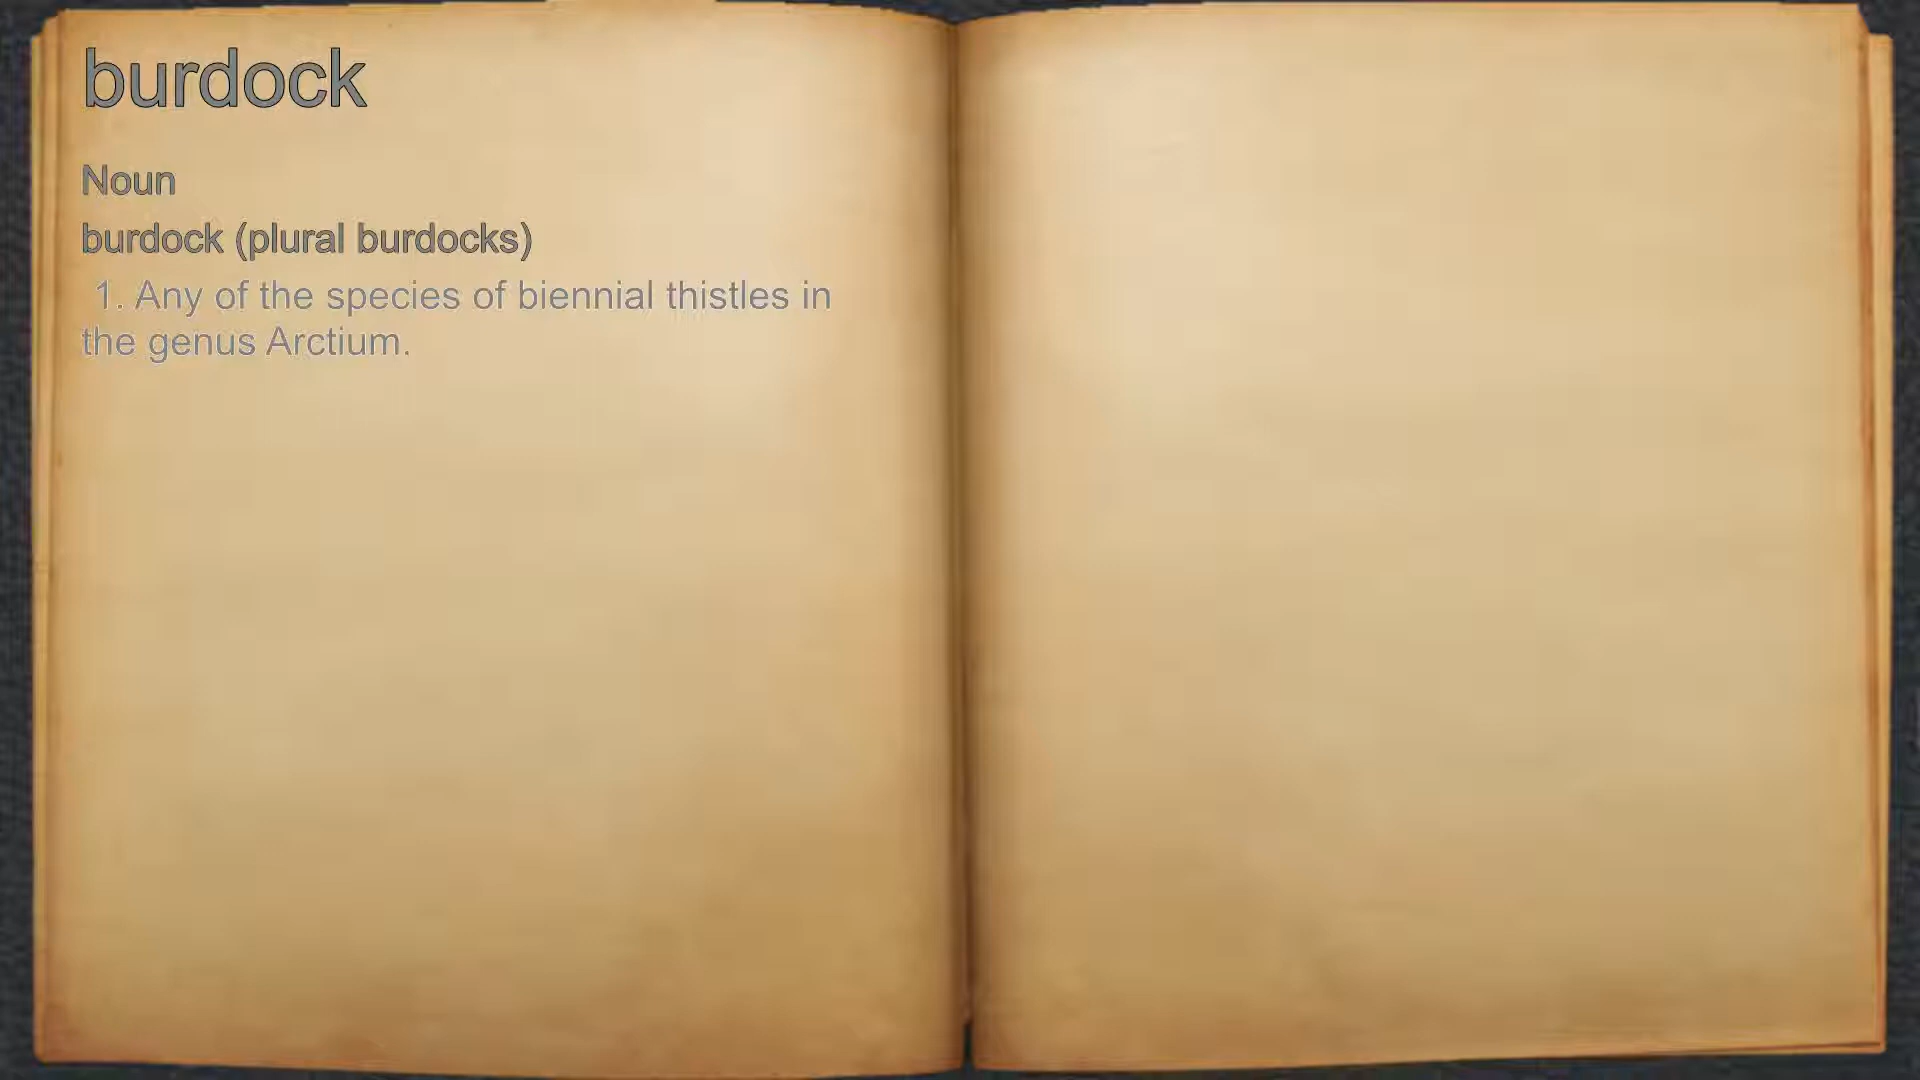 burdock
Noun
burdock (plural burdocks)
1. Any of the species of biennial thistles in
the genus Arctium.